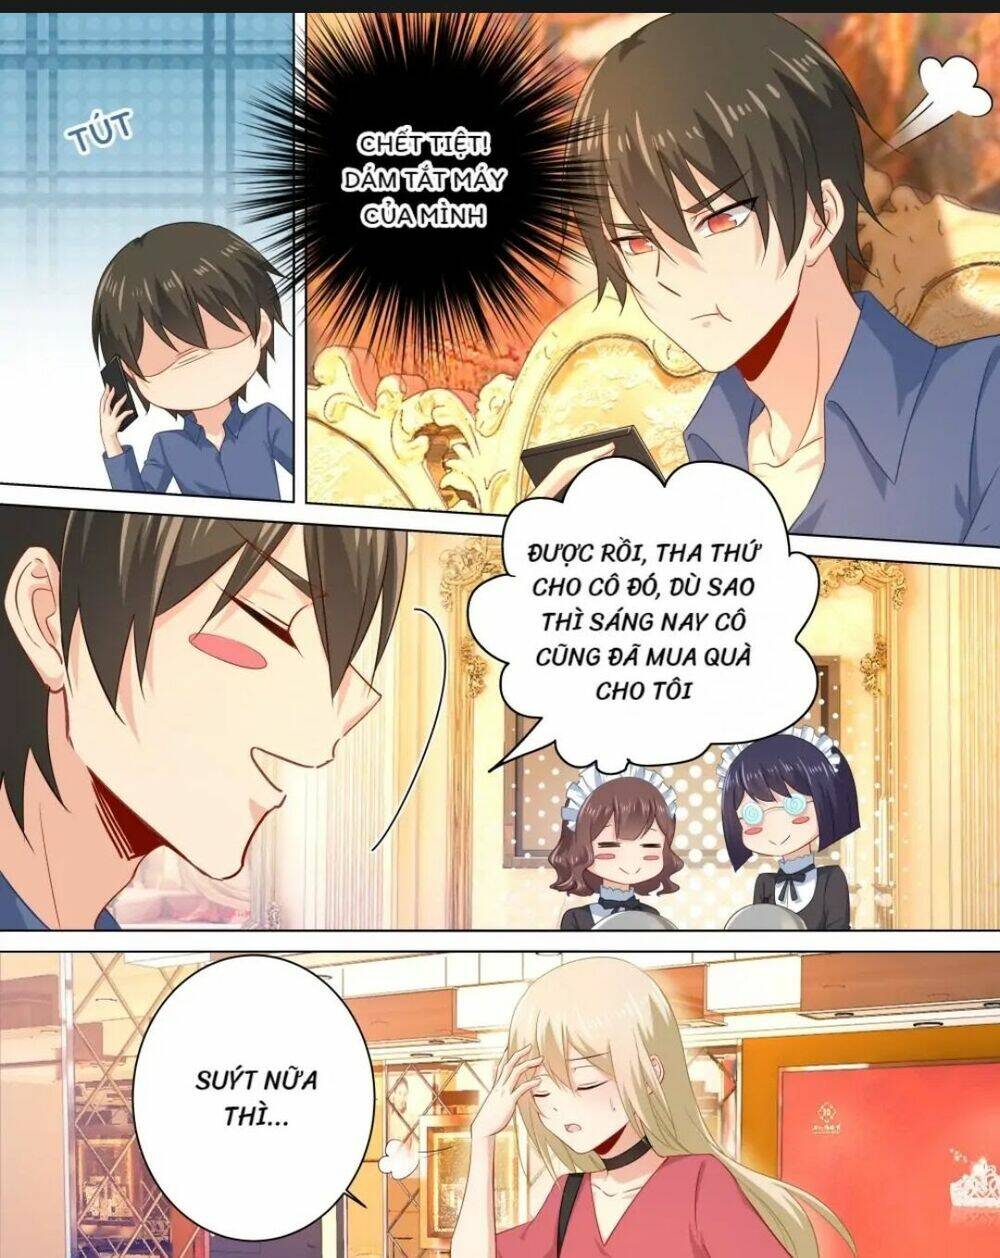 TÚT
CHẾT TIỆT!
DÁM TẮT MÁY
CỦA MÌNH
ĐƯỢC RỒI, THA THỨ
CHO CÔ ĐÓ, DÙ SAO
THÌ SÁNG NAY CÔ
CŨNG ĐÃ MUA QUÀ
CHO TÔI
SUÝT NỮA
THÌ...